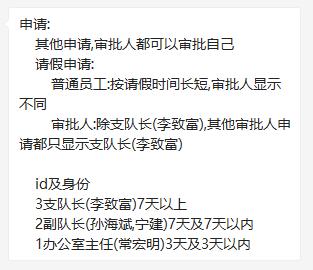 申请:
其他申请,审批人都可以审批自己
请假申请:
普通员工:按请假时间长短,审批人显示
不同
审批人:除支队长(李致富),其他审批人申
请都只显示支队长(李致富)
id及身份
3支队长(李致富)7天以上
2副队长(孙海斌,宁建)7天及7天以内
1办公室主任(常宏明)3天及3天以内